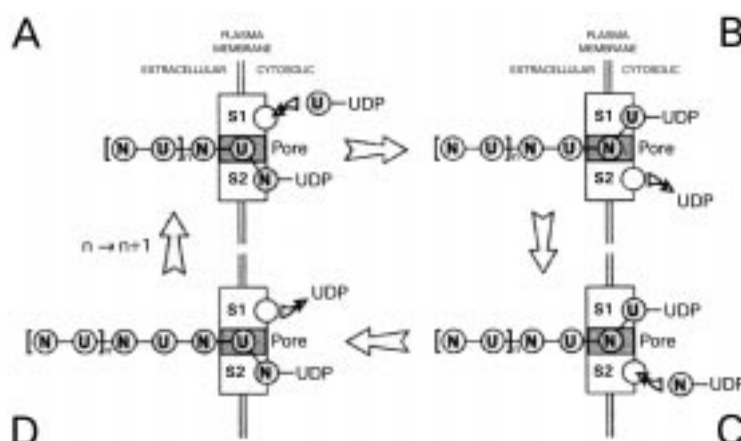 A
PLASMA
MEMBRANE
EXTRACELLULAR CYTOSOLIC
S1 U UDP
[N U]n N U Pore
S2 N UDP
B
PLASMA
MEMBRANE
EXTRACELLULAR CYTOSOLIC
S1 U UDP
[N U]n N U N Pore
S2 UDP
n→n+1
D
S1 UDP
[N U]n N U N U Pore
S2 N UDP
C
S1 U UDP
[N U]n N U N Pore
S2 N UDP